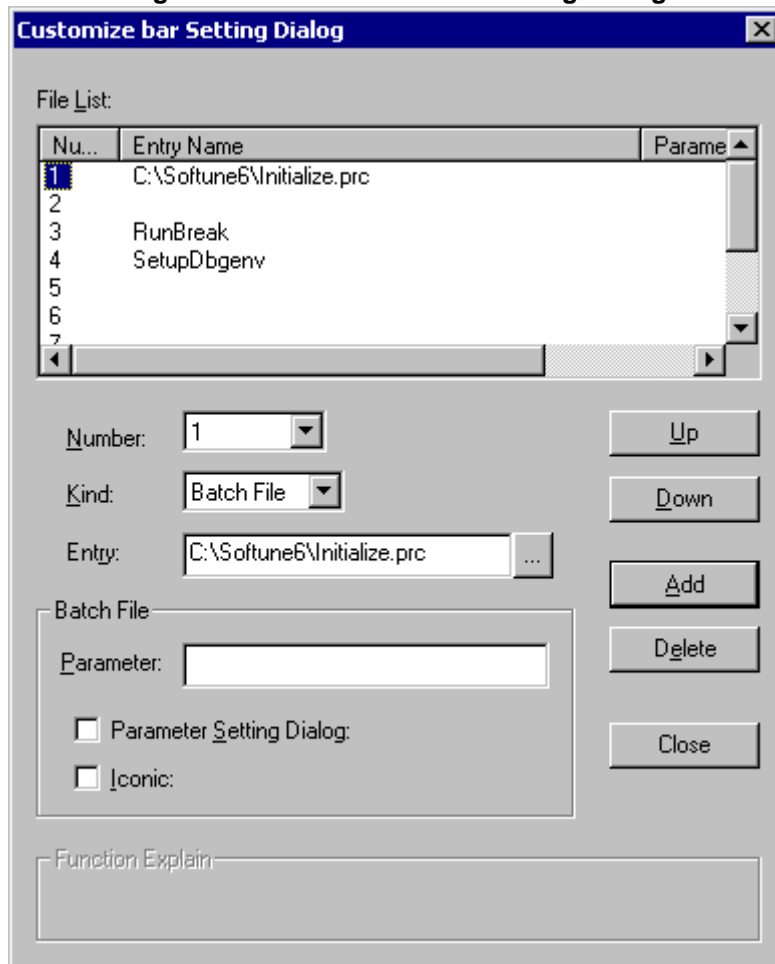 Customize bar Setting Dialog
File List:
Nu... Entry Name Parame
1 C:\Softune6\Initialize.prc
2
3 RunBreak
4 SetupDbgenv
5
6
7
Number: 1 Up
Kind: Batch File Down
Entry: C:\Softune6\Initialize.prc ...
Add
Batch File
Delete
Parameter:
Parameter Setting Dialog:
Close
Iconic:
Function Explain